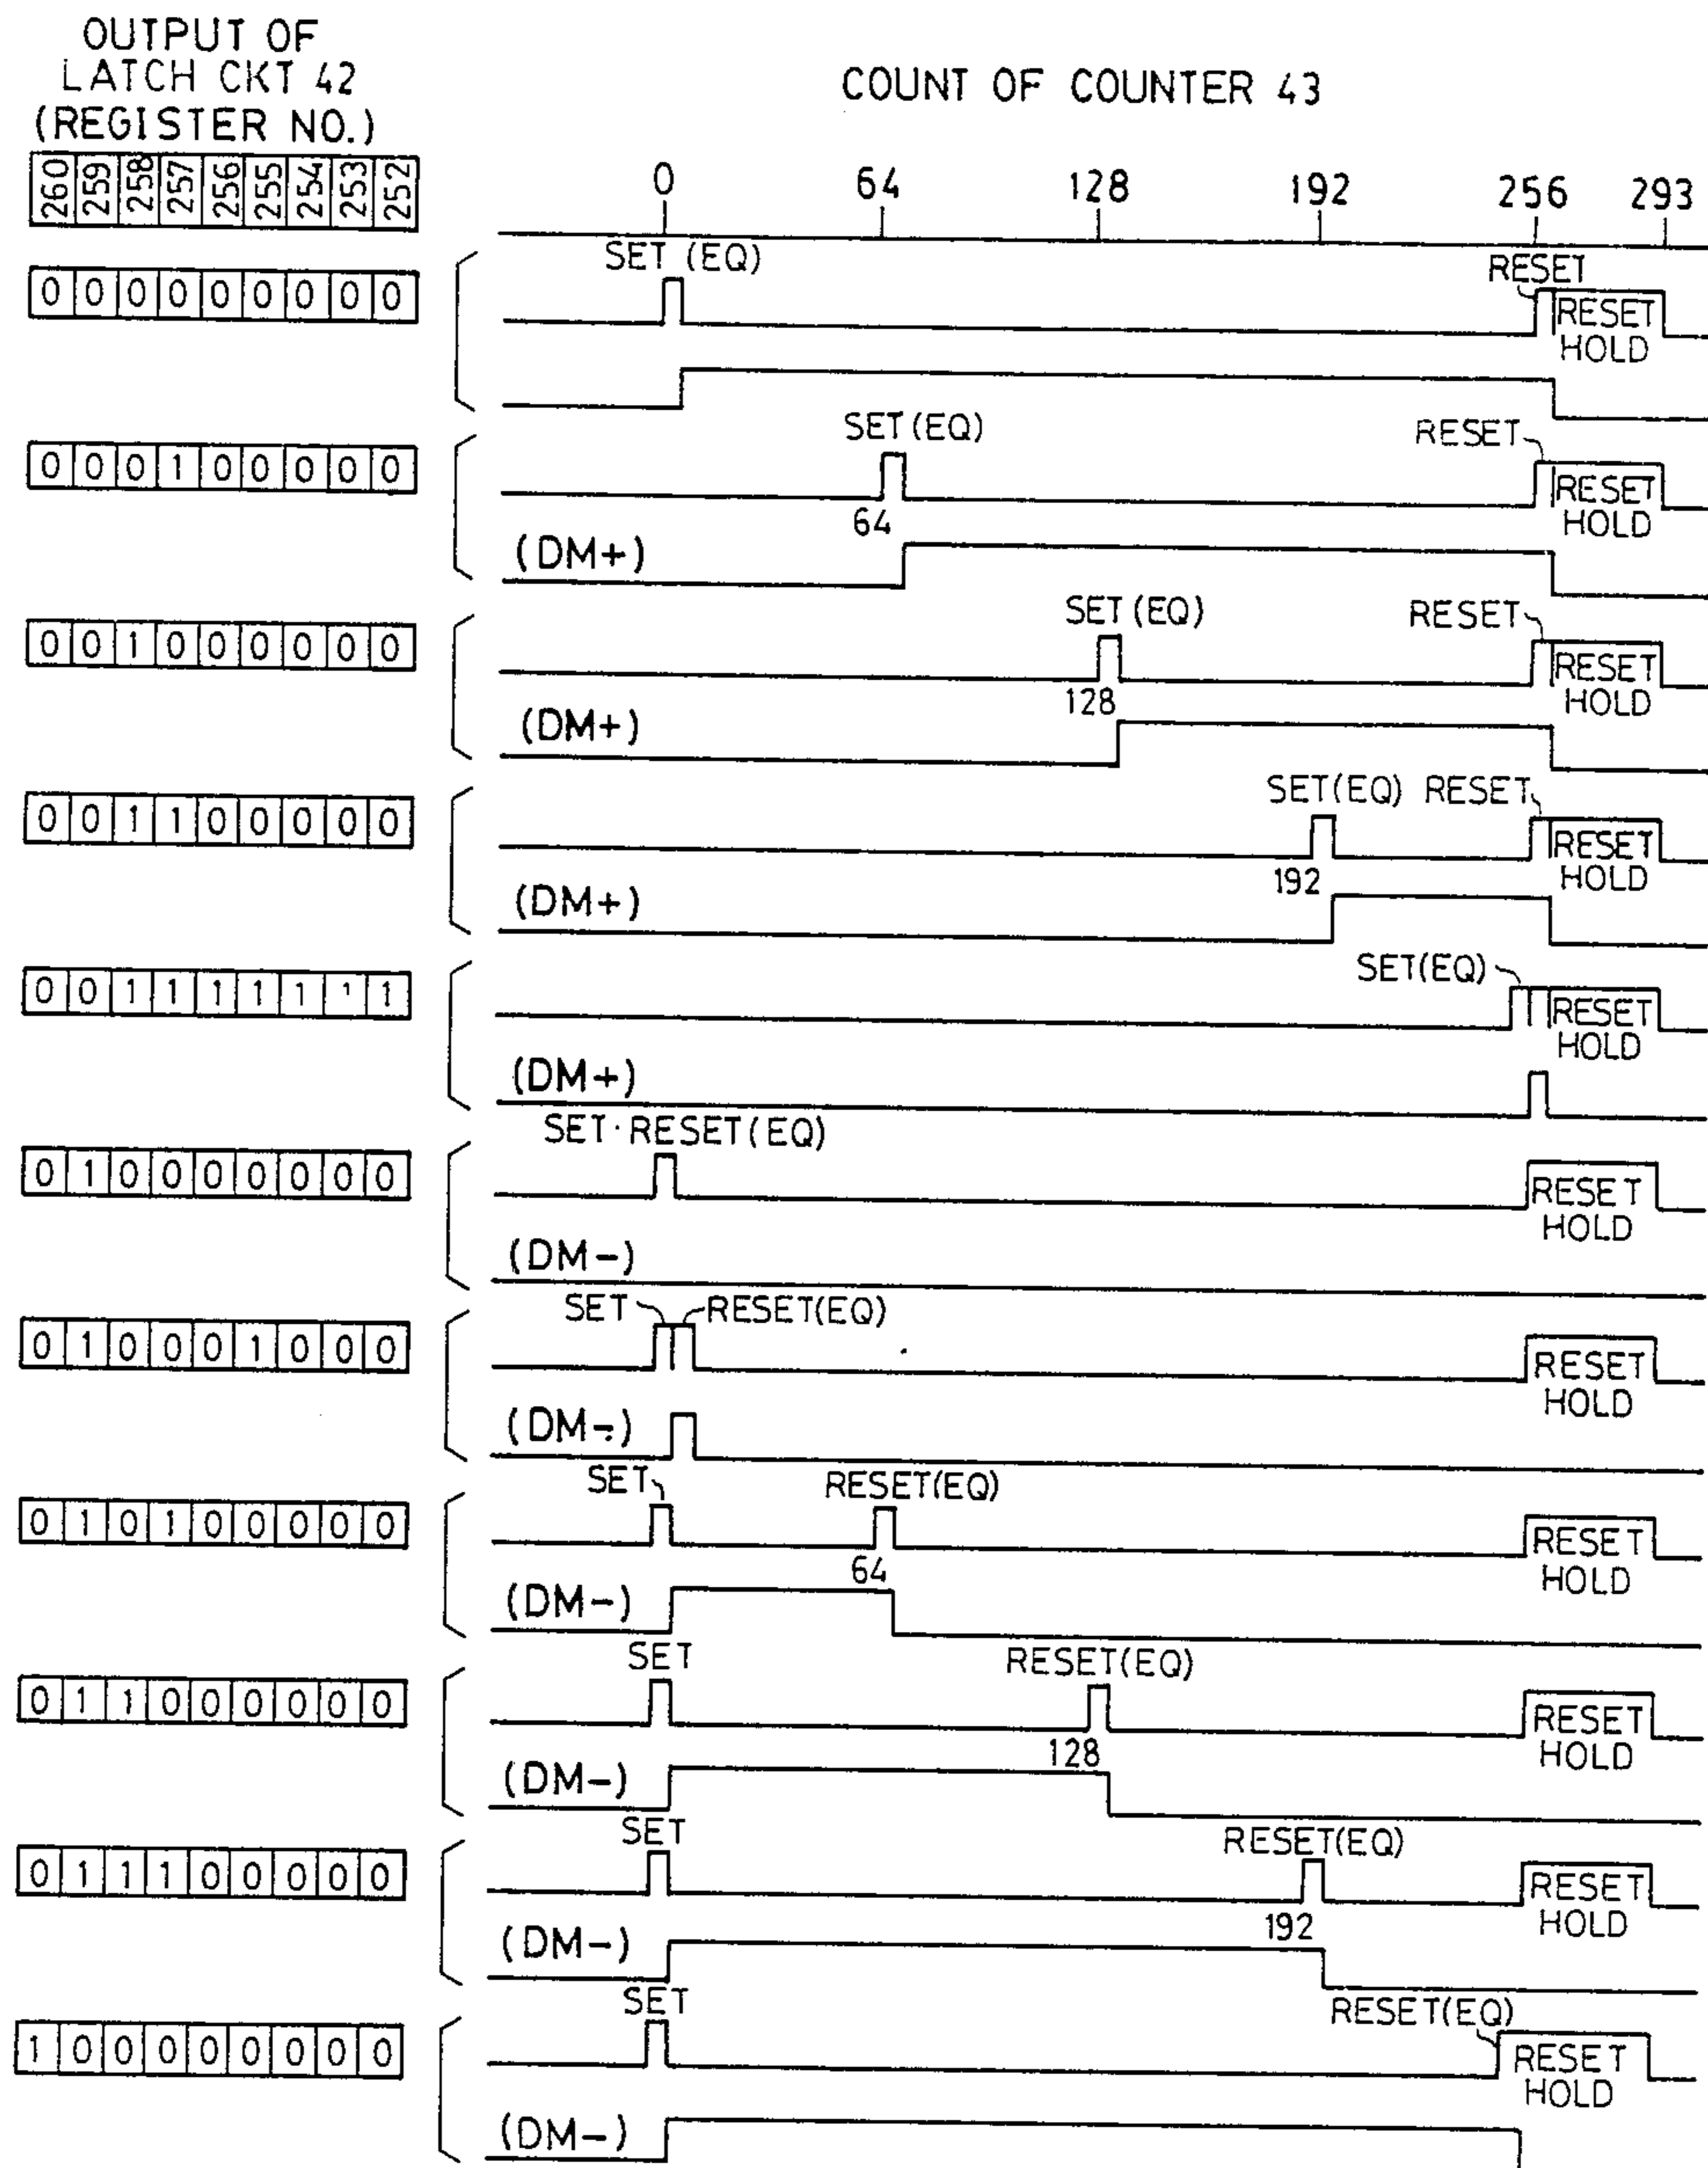 OUTPUT OF
LATCH CKT 42
(REGISTER NO.)
COUNT OF COUNTER 43
260 259 258 257 256 255 254 253 252
0 64 128 192 256 293
SET (EQ) RESET
0 0 0 0 0 0 0 0 0
RESET
HOLD
SET (EQ) RESET
0 0 0 1 0 0 0 0 0
RESET
HOLD
64
(DM+)
SET (EQ) RESET
0 0 1 0 0 0 0 0 0
RESET
HOLD
128
(DM+)
SET(EQ) RESET
0 0 1 1 0 0 0 0 0
RESET
HOLD
192
(DM+)
SET(EQ)
0 0 1 1 1 1 1 1 1
RESET
HOLD
(DM+)
SET·RESET(EQ)
0 1 0 0 0 0 0 0 0
RESET
HOLD
(DM-)
SET RESET(EQ)
0 1 0 0 0 1 0 0 0
RESET
HOLD
(DM-)
SET RESET(EQ)
0 1 0 1 0 0 0 0 0
RESET
HOLD
64
(DM-)
SET RESET(EQ)
0 1 1 0 0 0 0 0 0
RESET
HOLD
128
(DM-)
SET RESET(EQ)
0 1 1 1 0 0 0 0 0
RESET
HOLD
192
(DM-)
SET RESET(EQ)
1 0 0 0 0 0 0 0 0
RESET
HOLD
(DM-)